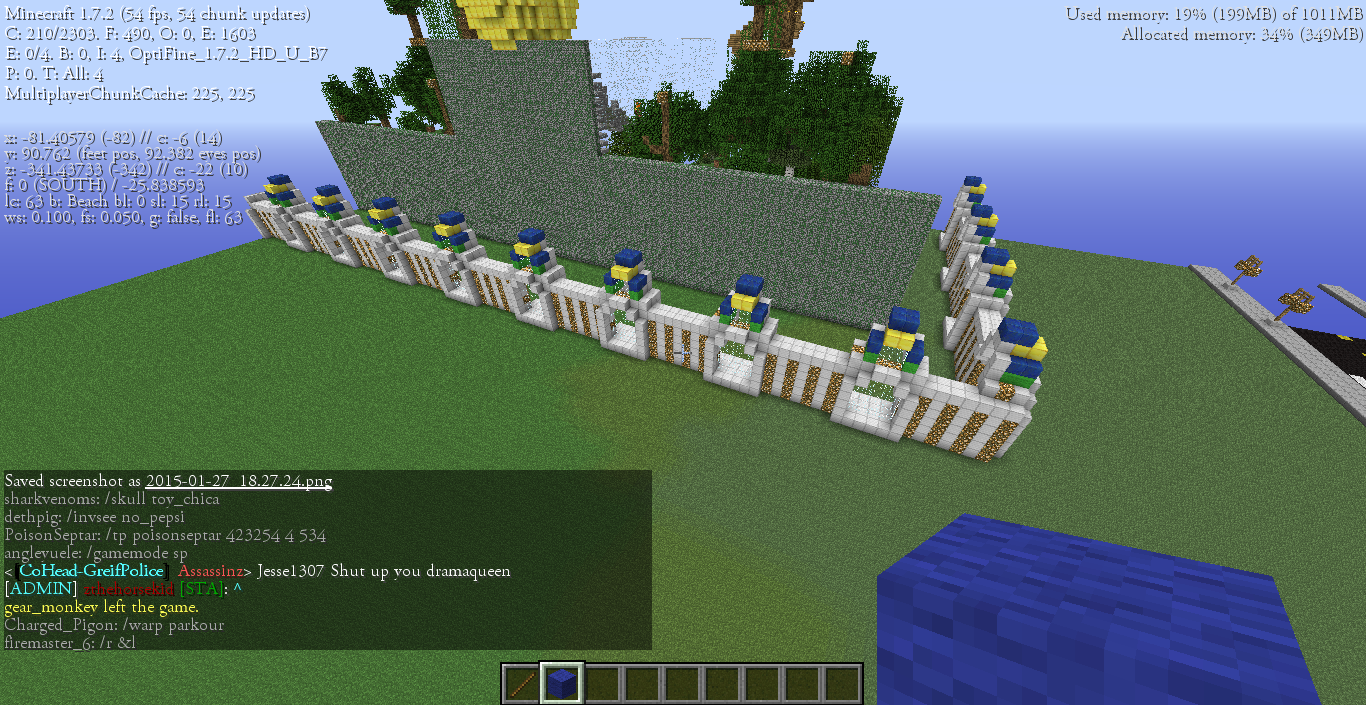 Minecraft 1.7.2 (54 fps, 54 chunk updates)
C: 210/2303. F: 490, O: 0, E: 1603
E: 0/4. B: 0, I: 4, OptiFine_1.7.2_HD_U_B7
P: 0. T: All: 4
MultiplayerChunkCache: 225, 225
Used memory: 19% (199MB) of 1011MB
Allocated memory: 34% (349MB)
x: -81.40579 (-82) // c: -6 (14)
y: 90.762 (feet pos, 92.382 eyes pos)
z: -341.43733 (-342) // c: -22 (10)
f: 0 (SOUTH) / -25.838593
lc: 63 b: Beach bl: 0 sl: 15 rl: 15
ws: 0.100, fs: 0.050, g: false, fl: 63
Saved screenshot as 2015-01-27_18.27.24.png
sharkvenoms: /skull toy_chica
dethpig: /invsee no_pepsi
PoisonSeptar: /tp poisonseptar 423254 4 534
anglevuele: /gamemode sp
<[CoHead-GreifPolice] Assassinz> Jesse1307 Shut up you dramaqueen
[ADMIN] [STA]: ^
gear_monkey left the game.
Charged_Pigon: /warp parkour
firemaster_6: /r &l